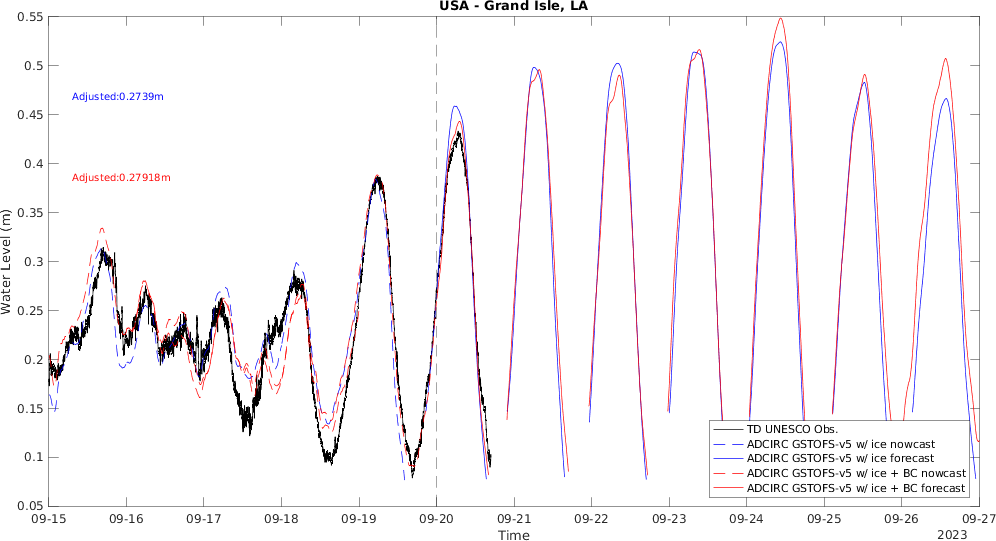 USA - Grand Isle, LA
0.55
0.5
0.45
0.4
0.35
0.3
0.25
0.2
0.15
0.1
0.05
Water Level (m)
Adjusted:0.2739m
Adjusted:0.27918m
TD UNESCO Obs.
ADCIRC GSTOFS-v5 w/ ice nowcast
ADCIRC GSTOFS-v5 w/ ice forecast
ADCIRC GSTOFS-v5 w/ ice + BC nowcast
ADCIRC GSTOFS-v5 w/ ice + BC forecast
09-15 09-16 09-17 09-18 09-19 09-20 09-21 09-22 09-23 09-24 09-25 09-26 09-27
Time
2023